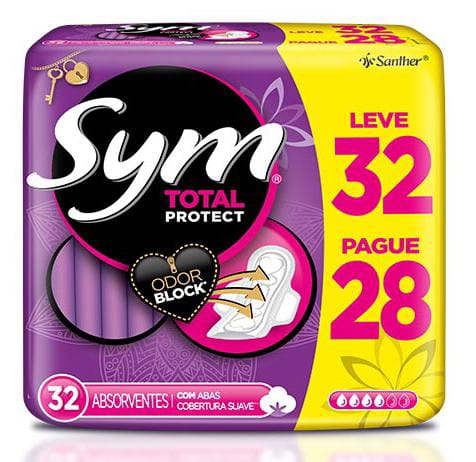 Santher®
Sym®
TOTAL
PROTECT
ODOR
BLOCK
LEVE
32
PAGUE
28
32 ABSORVENTES
COM ABAS
COBERTURA SUAVE